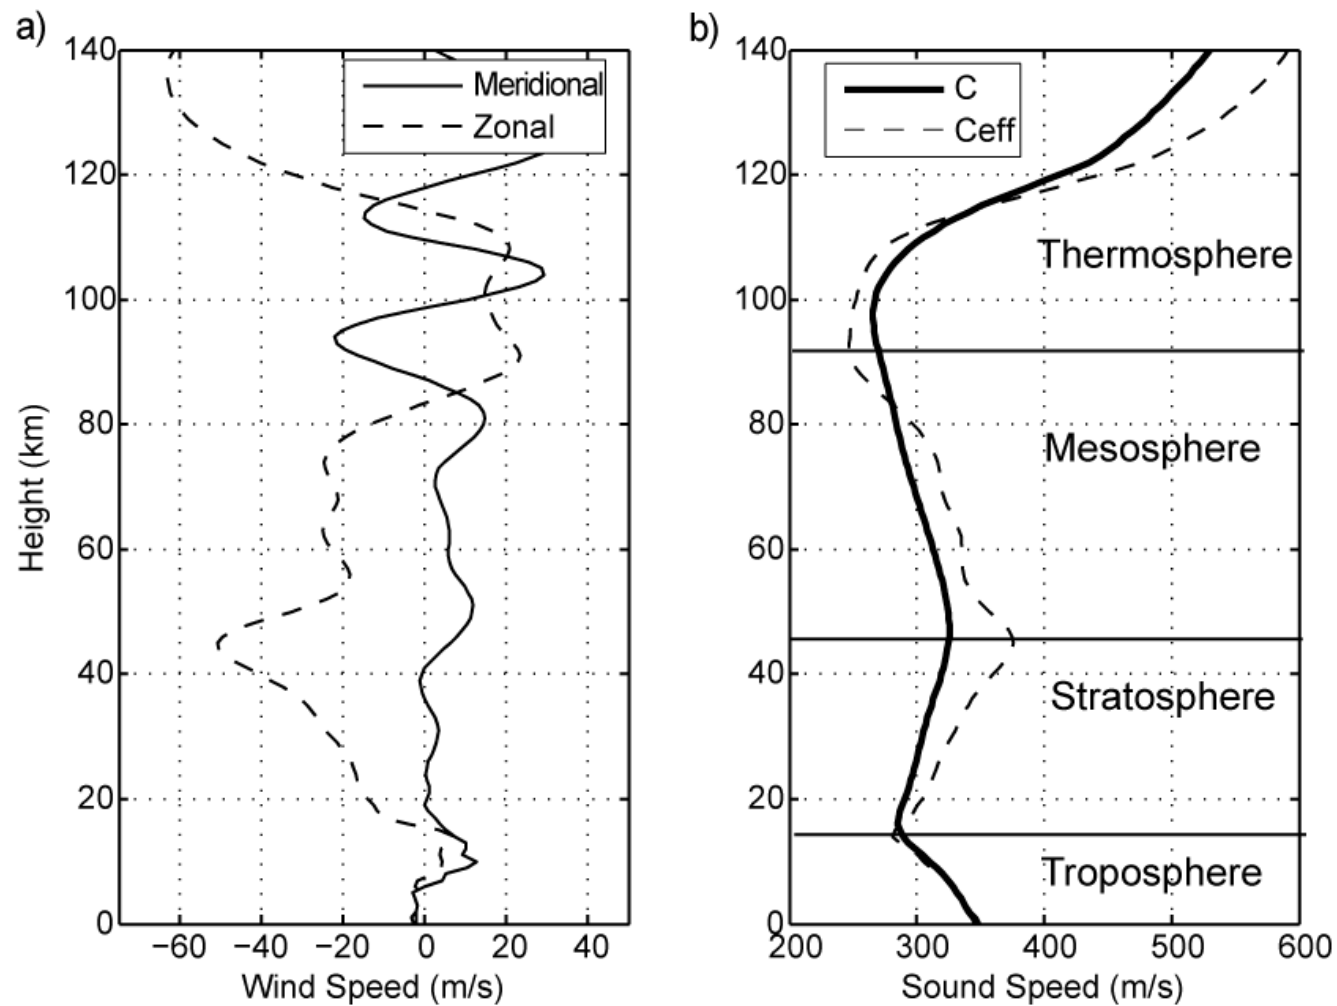 a)
140
120
100
80
60
40
20
0
Height (km)
−60 −40 −20 0 20 40
Wind Speed (m/s)
Meridional
Zonal
b)
140
120
100
80
60
40
20
0
200 300 400 500 600
Sound Speed (m/s)
C
Ceff
Thermosphere
Mesosphere
Stratosphere
Troposphere